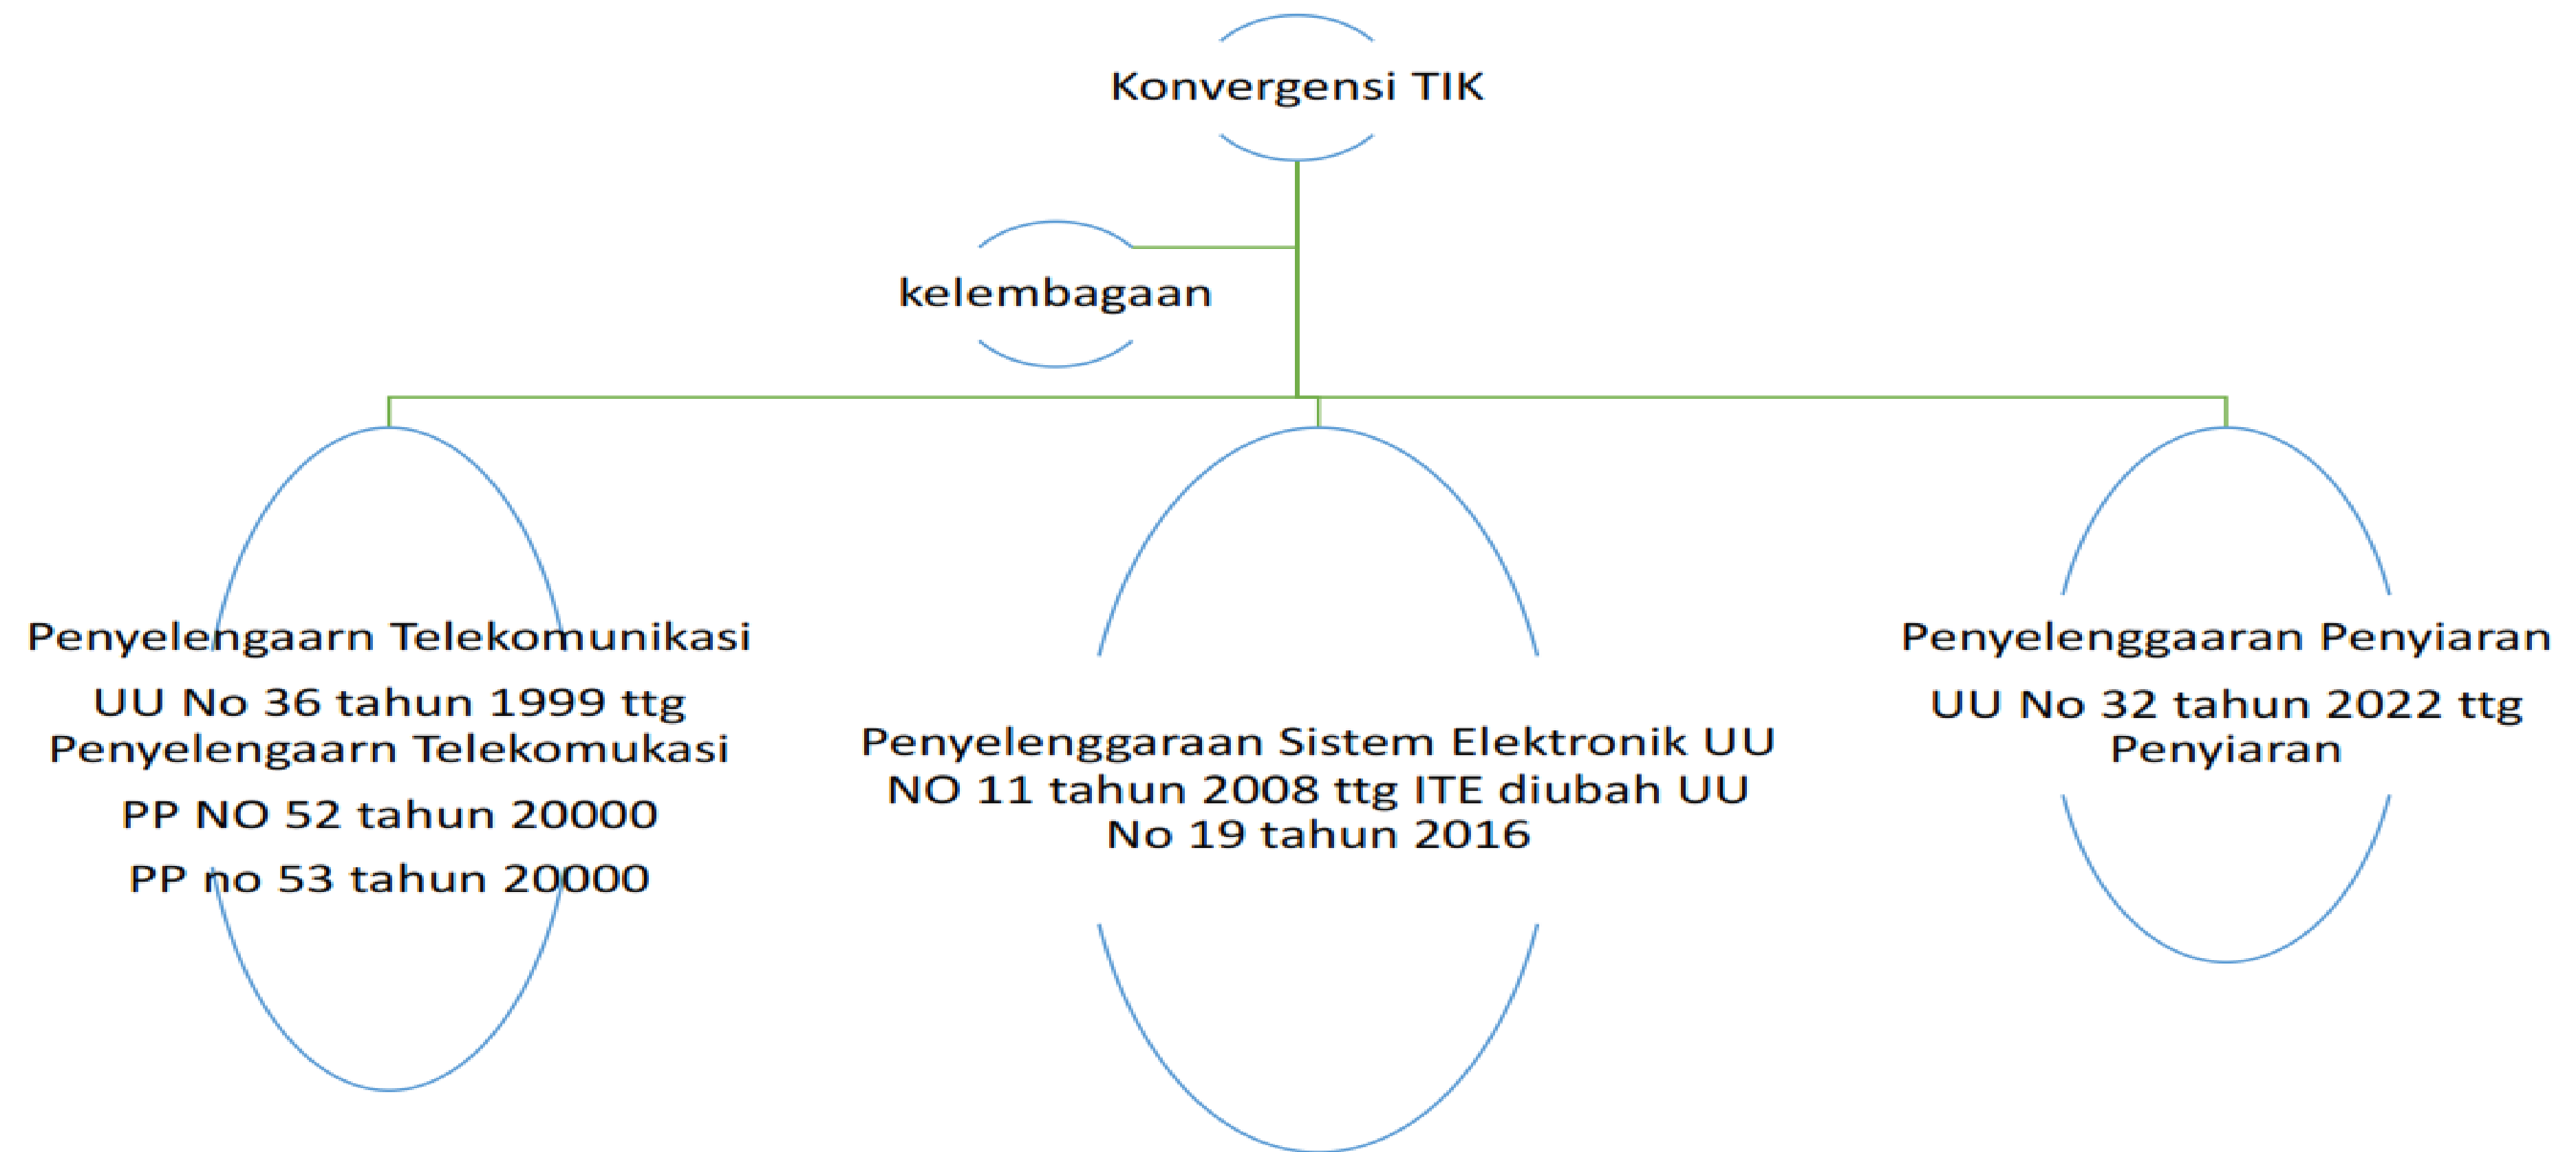 Konvergensi TIK
kelembagaan
Penyelengaarn Telekomunikasi
UU No 36 tahun 1999 ttg
Penyelengaarn Telekomukasi
PP NO 52 tahun 20000
PP no 53 tahun 20000
Penyelenggaraan Sistem Elektronik UU
NO 11 tahun 2008 ttg ITE diubah UU
No 19 tahun 2016
Penyelenggaaran Penyiaran
UU No 32 tahun 2022 ttg
Penyiaran